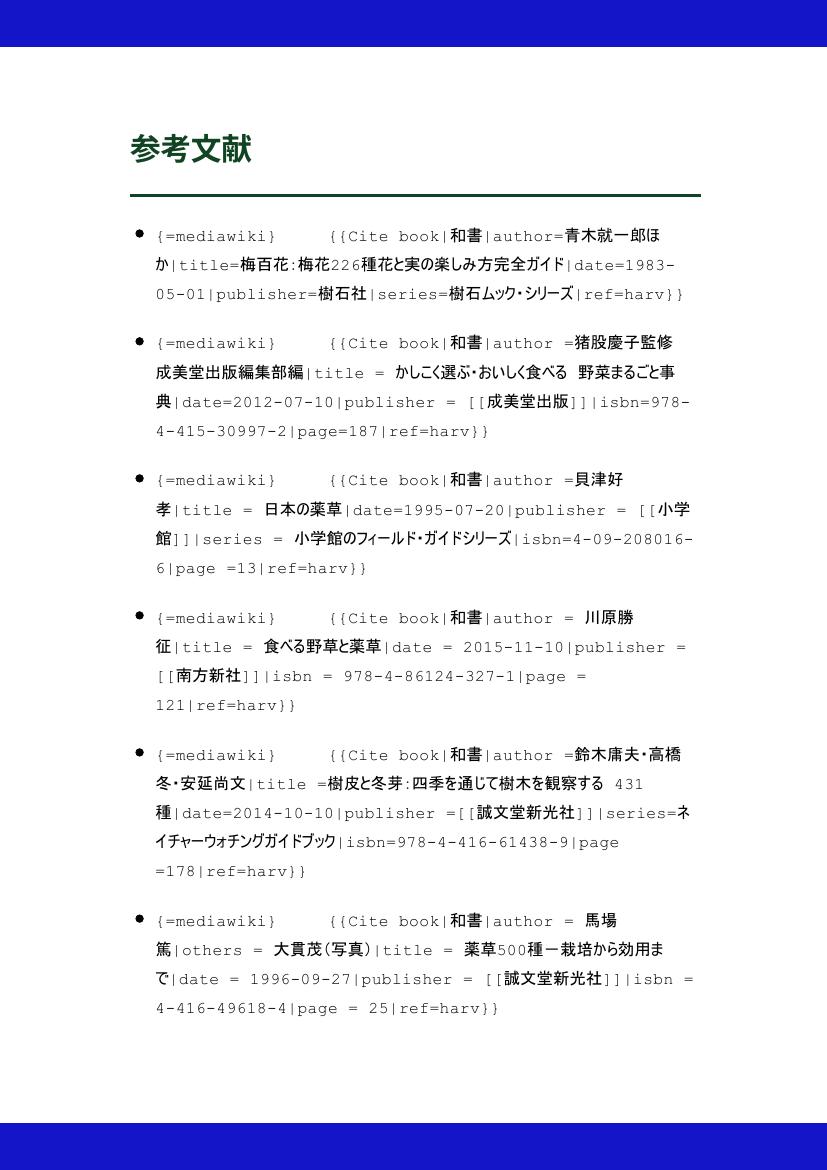 参考文献
{=mediawiki} {{Cite book|和書|author=青木就一郎ほ
か|title=梅百花:梅花226種花と実の楽しみ方完全ガイド|date=1983-
05-01|publisher=樹石社|series=樹石ムック・シリーズ|ref=harv}}
{=mediawiki} {{Cite book|和書|author =猪股慶子監修
成美堂出版編集部編|title = かしこく選ぶ・おいしく食べる 野菜まるごと事
典|date=2012-07-10|publisher = [[成美堂出版]]|isbn=978-
4-415-30997-2|page=187|ref=harv}}
{=mediawiki} {{Cite book|和書|author =貝津好
孝|title = 日本の薬草|date=1995-07-20|publisher = [[小学
館]]|series = 小学館のフィールド・ガイドシリーズ|isbn=4-09-208016-
6|page =13|ref=harv}}
{=mediawiki} {{Cite book|和書|author = 川原勝
征|title = 食べる野草と薬草|date = 2015-11-10|publisher =
[[南方新社]]|isbn = 978-4-86124-327-1|page =
121|ref=harv}}
{=mediawiki} {{Cite book|和書|author =鈴木庸夫・高橋
冬・安延尚文|title =樹皮と冬芽:四季を通じて樹木を観察する 431
種|date=2014-10-10|publisher =[[誠文堂新光社]]|series=ネ
イチャーウォチングガイドブック|isbn=978-4-416-61438-9|page
=178|ref=harv}}
{=mediawiki} {{Cite book|和書|author = 馬場
篤|others = 大貫茂(写真)|title = 薬草500種ー栽培から効用ま
で|date = 1996-09-27|publisher = [[誠文堂新光社]]|isbn =
4-416-49618-4|page = 25|ref=harv}}